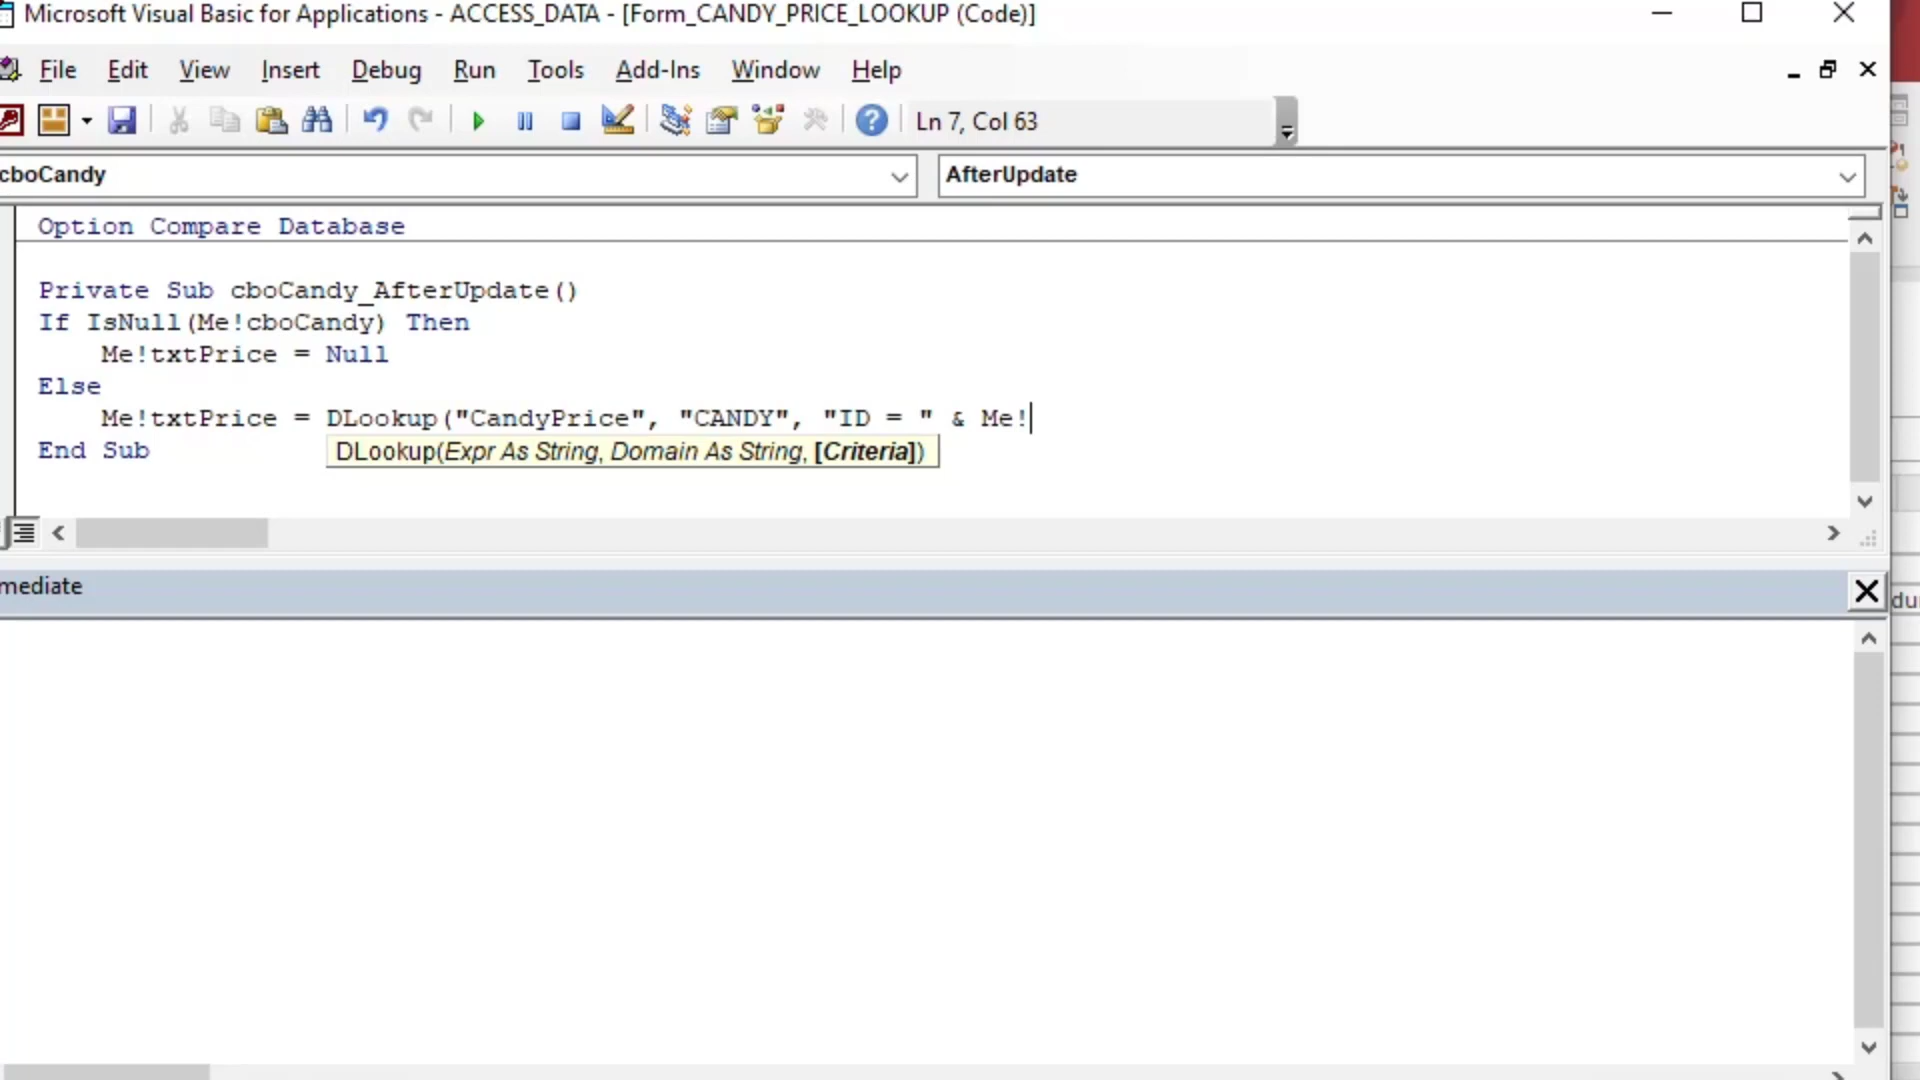 Microsoft Visual Basic for Applications - ACCESS_DATA - [Form_CANDY_PRICE_LOOKUP (Code)]
File Edit View Insert Debug Run Tools Add-Ins Window Help
Ln 7, Col 63
cboCandy AfterUpdate
Option Compare Database
Private Sub cboCandy_AfterUpdate()
If IsNull(Me!cboCandy) Then
Me!txtPrice = Null
Else
Me!txtPrice = DLookup("CandyPrice", "CANDY", "ID = " & Me!
End Sub
DLookup(Expr As String, Domain As String, [Criteria])
mediate